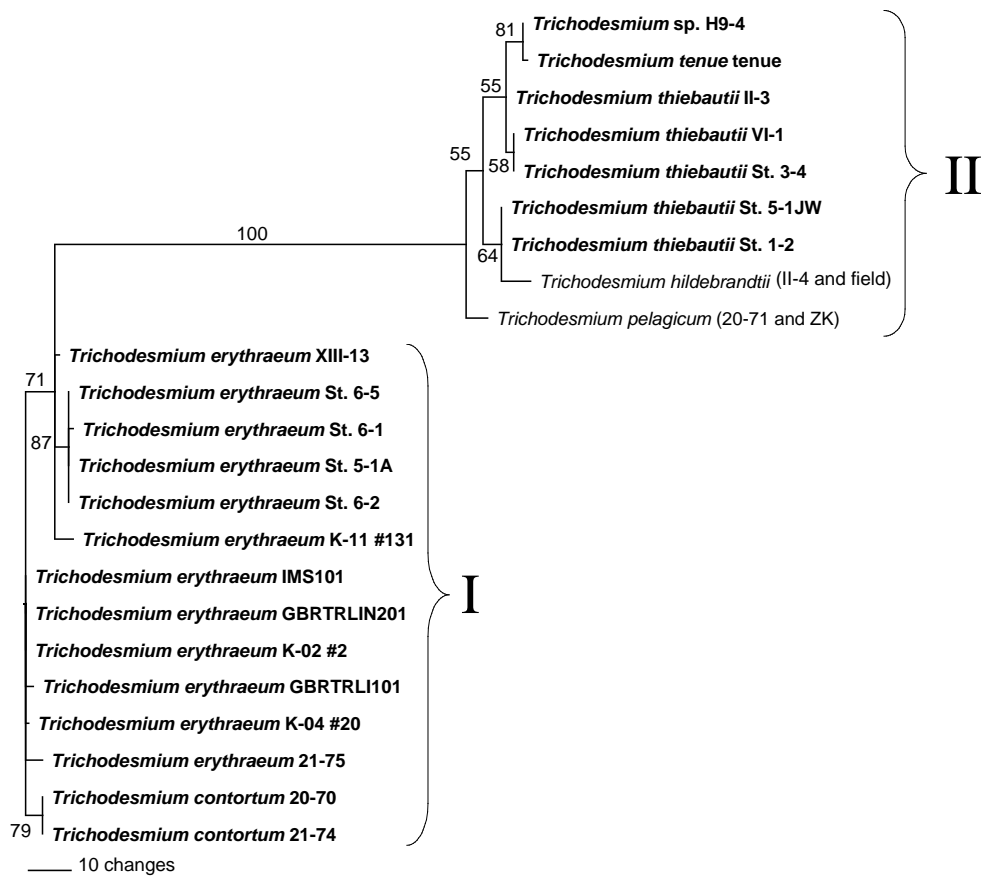 81
Trichodesmium sp. H9-4
Trichodesmium tenue tenue
55
Trichodesmium thiebautii II-3
Trichodesmium thiebautii VI-1
55
58
Trichodesmium thiebautii St. 3-4
II
Trichodesmium thiebautii St. 5-1JW
100
Trichodesmium thiebautii St. 1-2
64
Trichodesmium hildebrandtii (II-4 and field)
Trichodesmium pelagicum (20-71 and ZK)
Trichodesmium erythraeum XIII-13
71
Trichodesmium erythraeum St. 6-5
Trichodesmium erythraeum St. 6-1
87
Trichodesmium erythraeum St. 5-1A
Trichodesmium erythraeum St. 6-2
Trichodesmium erythraeum K-11 #131
Trichodesmium erythraeum IMS101
I
Trichodesmium erythraeum GBRTRLIN201
Trichodesmium erythraeum K-02 #2
Trichodesmium erythraeum GBRTRLI101
Trichodesmium erythraeum K-04 #20
Trichodesmium erythraeum 21-75
Trichodesmium contortum 20-70
79
Trichodesmium contortum 21-74
10 changes